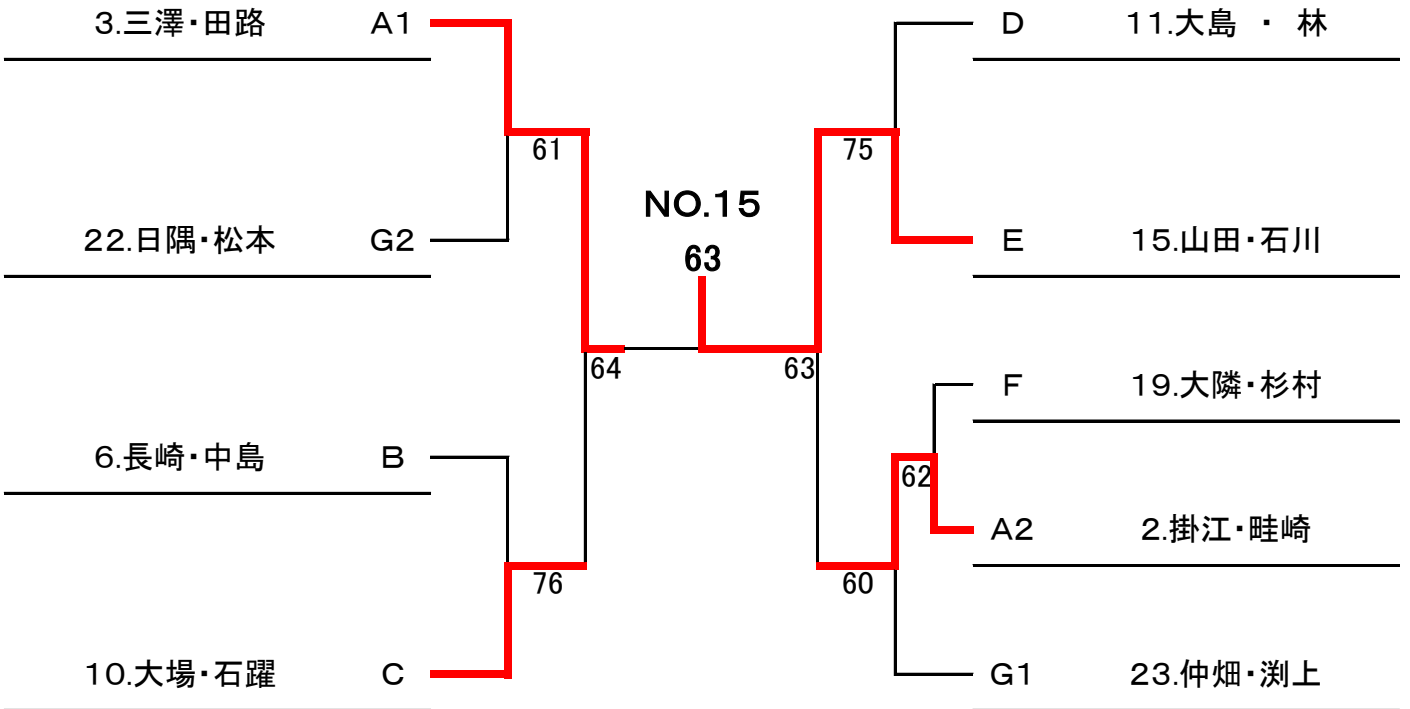 3.三澤・田路 A1
61
22.日隅・松本 G2
64
6.長崎・中島 B
76
10.大場・石躍 C
NO.15
63
D 11.大島 ・ 林
75
E 15.山田・石川
63
F 19.大隣・杉村
62
A2 2.掛江・畦崎
60
G1 23.仲畑・渕上